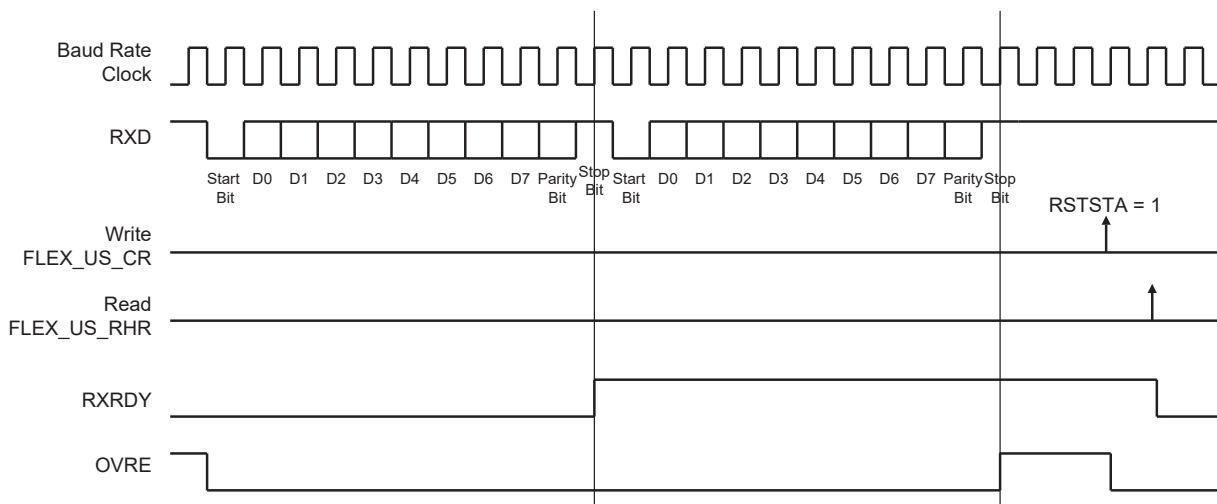 Baud Rate
Clock
RXD
Start
Bit
D0
D1
D2
D3
D4
D5
D6
D7
Parity
Bit
Stop
Bit
Start
Bit
D0
D1
D2
D3
D4
D5
D6
D7
Parity
Bit
Stop
Bit
RSTSTA = 1
Write
FLEX_US_CR
Read
FLEX_US_RHR
RXRDY
OVRE